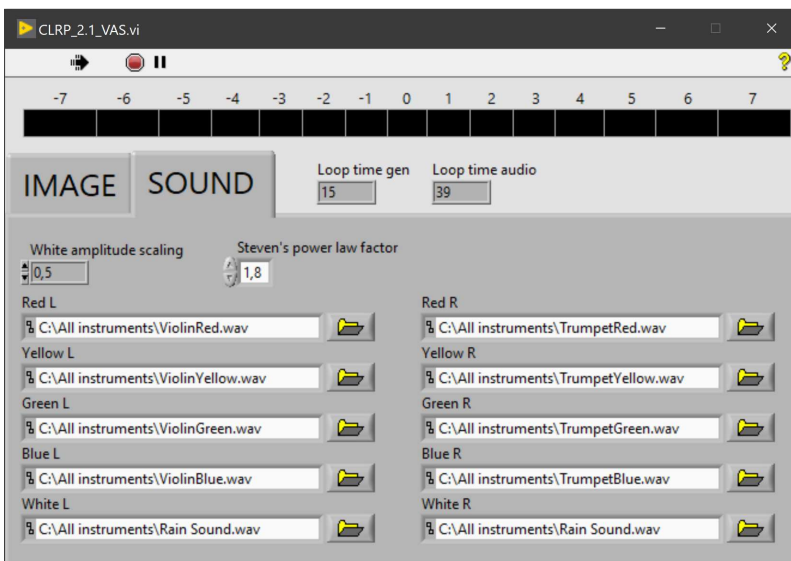 CLRP_2.1_VAS.vi
?
-7 -6 -5 -4 -3 -2 -1 0 1 2 3 4 5 6 7
IMAGE SOUND
Loop time gen Loop time audio
15 39
White amplitude scaling Steven's power law factor
0,5 1,8
Red L Red R
C:\All instruments\ViolinRed.wav C:\All instruments\TrumpetRed.wav
Yellow L Yellow R
C:\All instruments\ViolinYellow.wav C:\All instruments\TrumpetYellow.wav
Green L Green R
C:\All instruments\ViolinGreen.wav C:\All instruments\TrumpetGreen.wav
Blue L Blue R
C:\All instruments\ViolinBlue.wav C:\All instruments\TrumpetBlue.wav
White L White R
C:\All instruments\Rain Sound.wav C:\All instruments\Rain Sound.wav